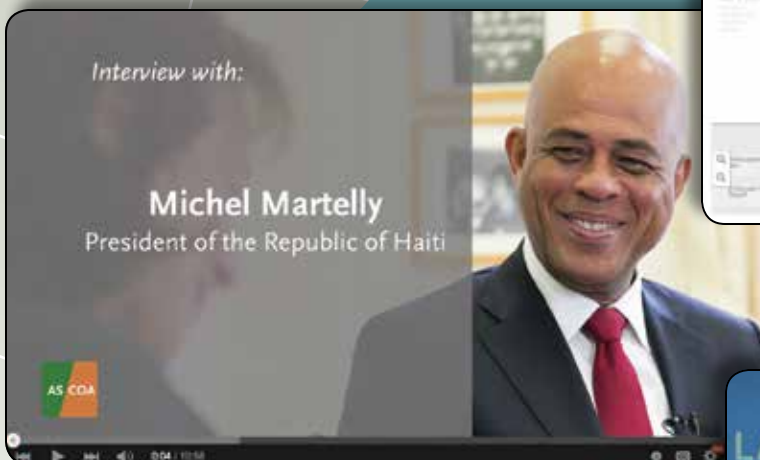 Interview with:
Michel Martelly
President of the Republic of Haiti
AS COA
0:04 / 10:58